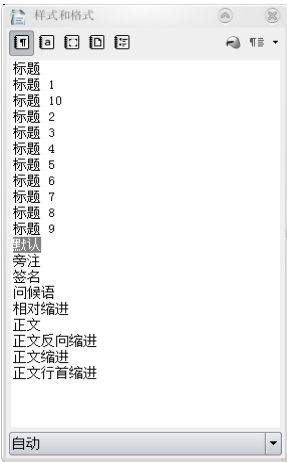 样式和格式
标题
标题 1
标题 10
标题 2
标题 3
标题 4
标题 5
标题 6
标题 7
标题 8
标题 9
默认
旁注
签名
问候语
相对缩进
正文
正文反向缩进
正文缩进
正文行首缩进
自动